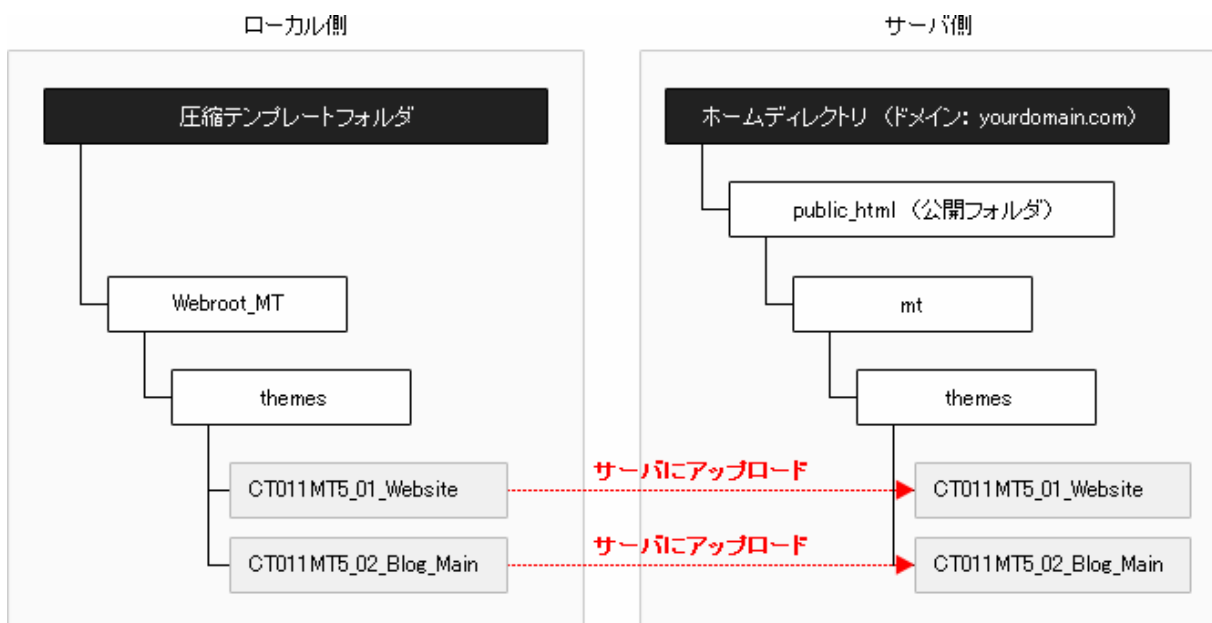 ローカル側
サーバ側
圧縮テンプレートフォルダ
ホームディレクトリ（ドメイン: yourdomain.com）
public_html（公開フォルダ）
Webroot_MT
mt
themes
themes
サーバにアップロード
CT011MT5_01_Website
CT011MT5_01_Website
サーバにアップロード
CT011MT5_02_Blog_Main
CT011MT5_02_Blog_Main